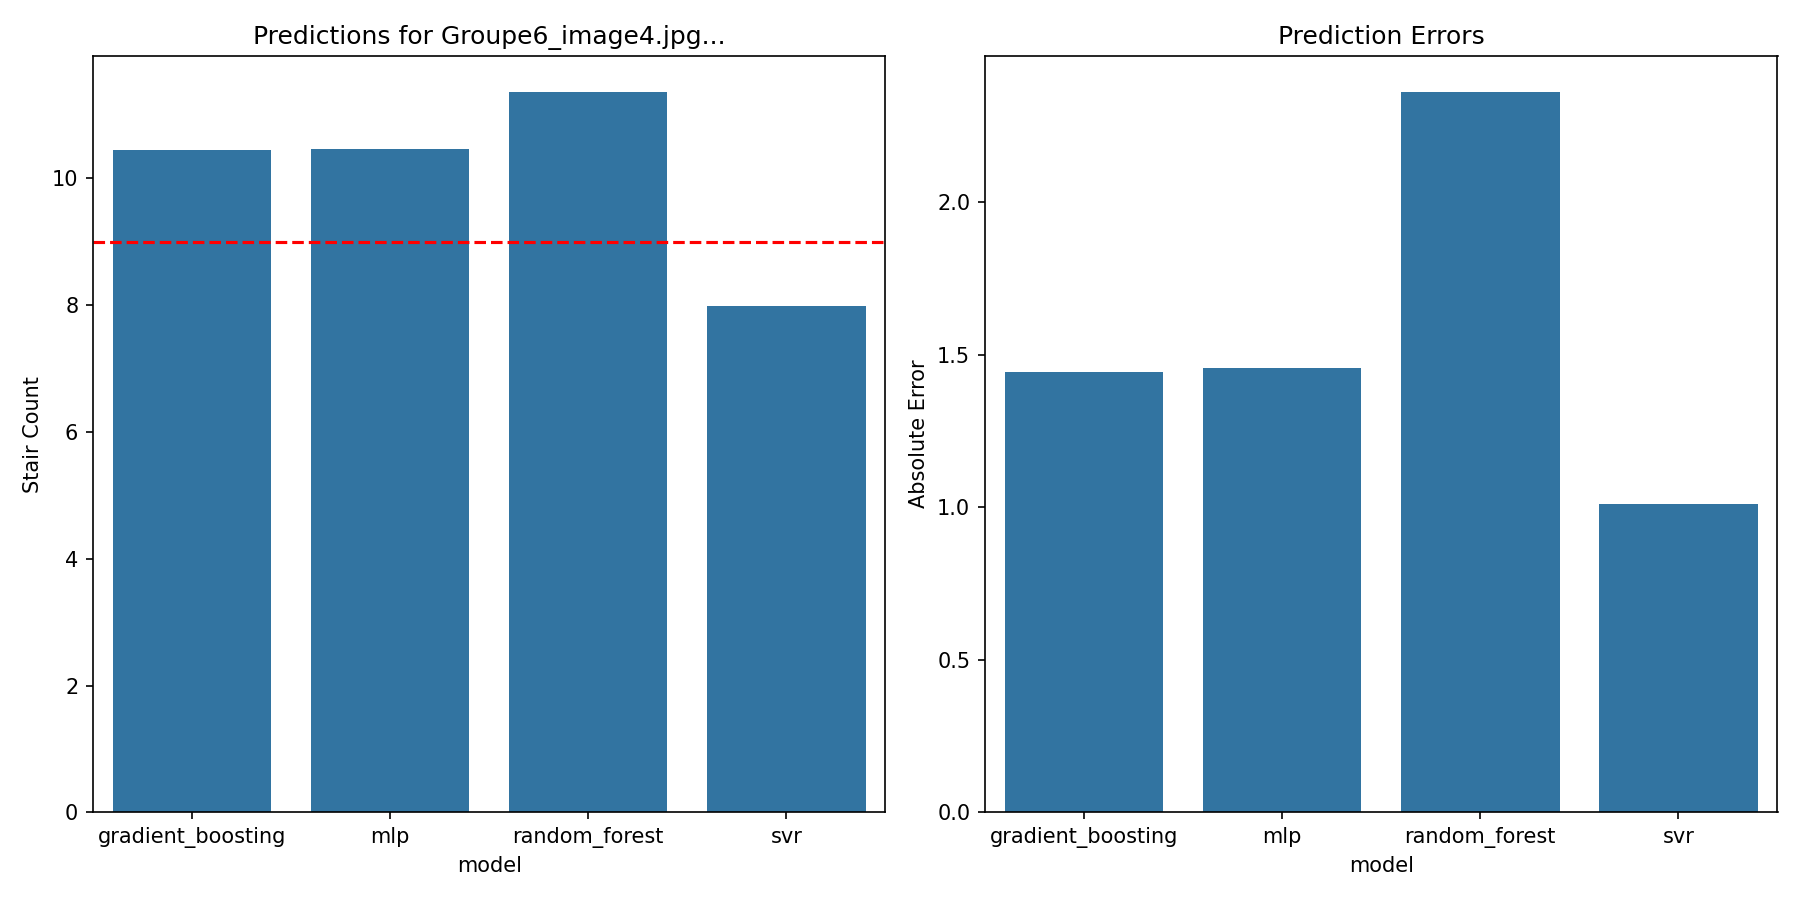 Predictions for Groupe6_image4.jpg...
Stair Count
10
8
6
4
2
0
gradient_boosting mlp random_forest svr
model
Prediction Errors
Absolute Error
2.0
1.5
1.0
0.5
0.0
gradient_boosting mlp random_forest svr
model